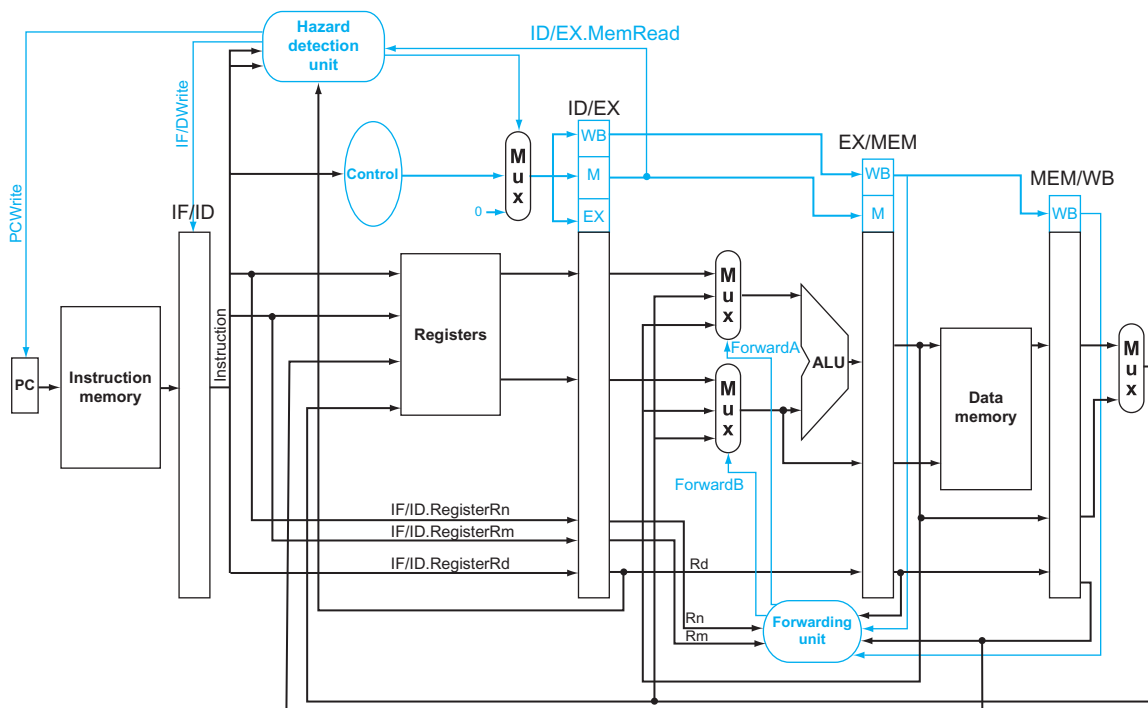 Hazard
detection
unit
ID/EX.MemRead
ID/EX
IF/DWrite
PCWrite
Control
0
M
u
x
WB
M
EX
EX/MEM
WB
M
MEM/WB
WB
IF/ID
PC
Instruction
memory
Instruction
Registers
M
u
x
ForwardA
M
u
x
ForwardB
ALU
Data
memory
M
u
x
IF/ID.RegisterRn
IF/ID.RegisterRm
IF/ID.RegisterRd
Rd
Rn
Rm
Forwarding
unit